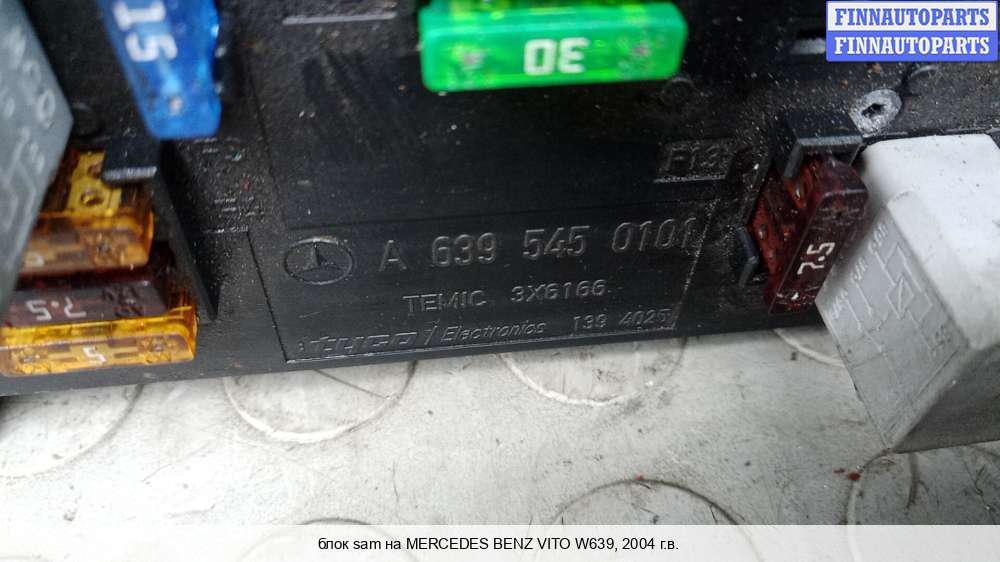 FINNAUTOPARTS
FINNAUTOPARTS
15
30
F13
A 639 545 0101
TEMIC 3X6166
tyco / Electronics 139 4025
7.5
7.5
5
блок sam на MERCEDES BENZ VITO W639, 2004 г.в.